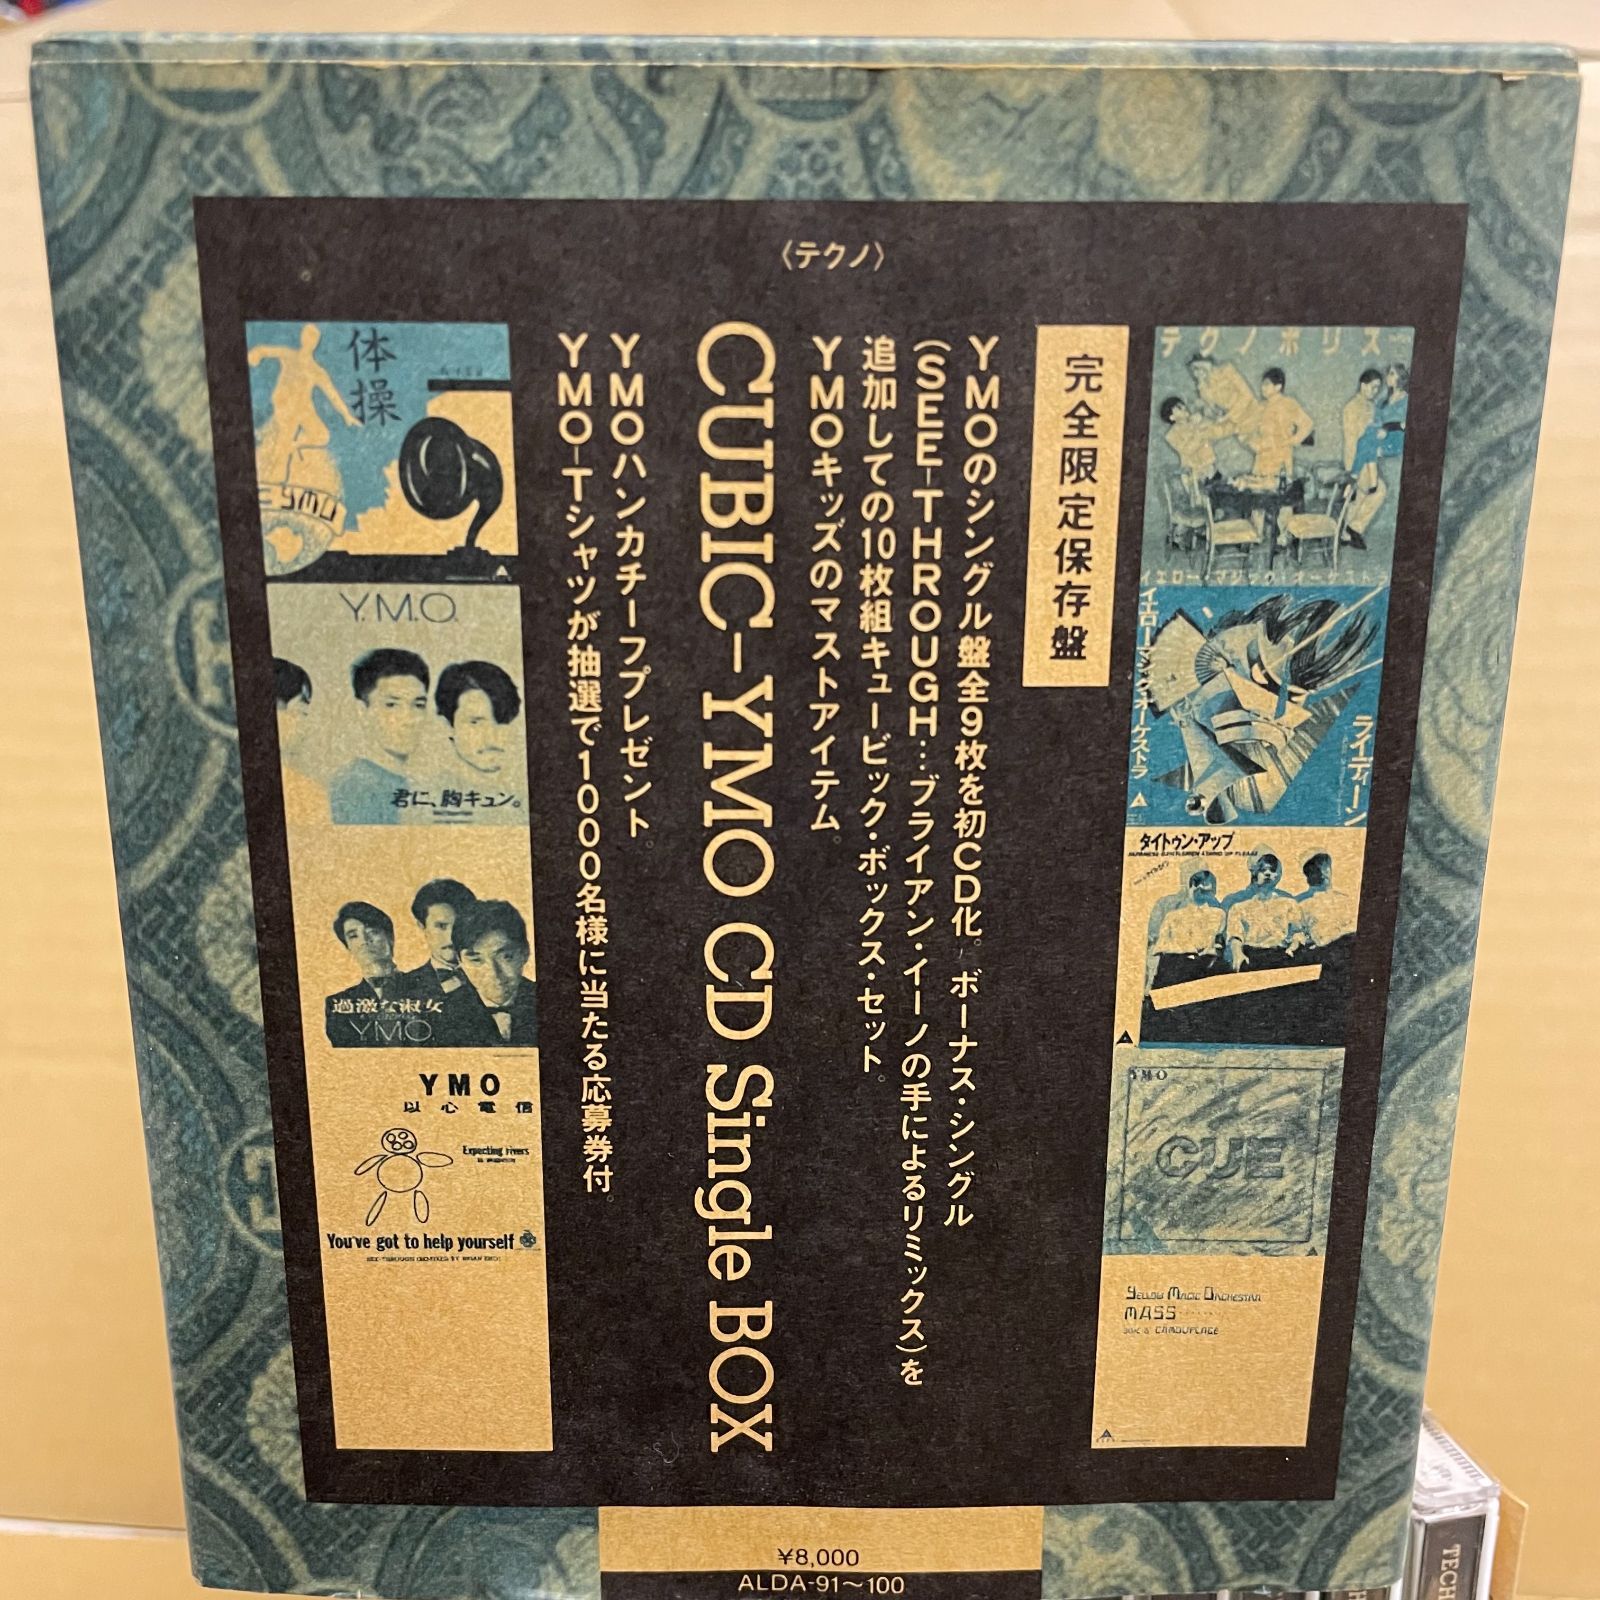 〈テクノ〉
完全限定保存盤
YMOのシングル盤全9枚を初CD化。ボーナス・シングル
(SEE-THROUGH…ブライアン・イーノの手によるリミックス)を
追加しての10枚組キュービック・ボックス・セット。
YMOキッズのマストアイテム。
CUBIC-YMO CD Single BOX
YMOハンカチーフプレゼント。
YMO-Tシャツが抽選で1000名様に当たる応募券付。
テクノポリス
イエロー・マジック・オーケストラ
ライディーン
イエローマジック・オーケストラ
タイトゥン・アップ
YMO
CUE
YELLOW MAGIC ORCHESTRA
MASS
CAMOUFLAGE
体操
YMO
Y.M.O.
君に、胸キュン。
過激な淑女
Y.M.O.
YMO
以心電信
Expecting rivers
You've got to help yourself
¥8,000
ALDA-91〜100
TECH